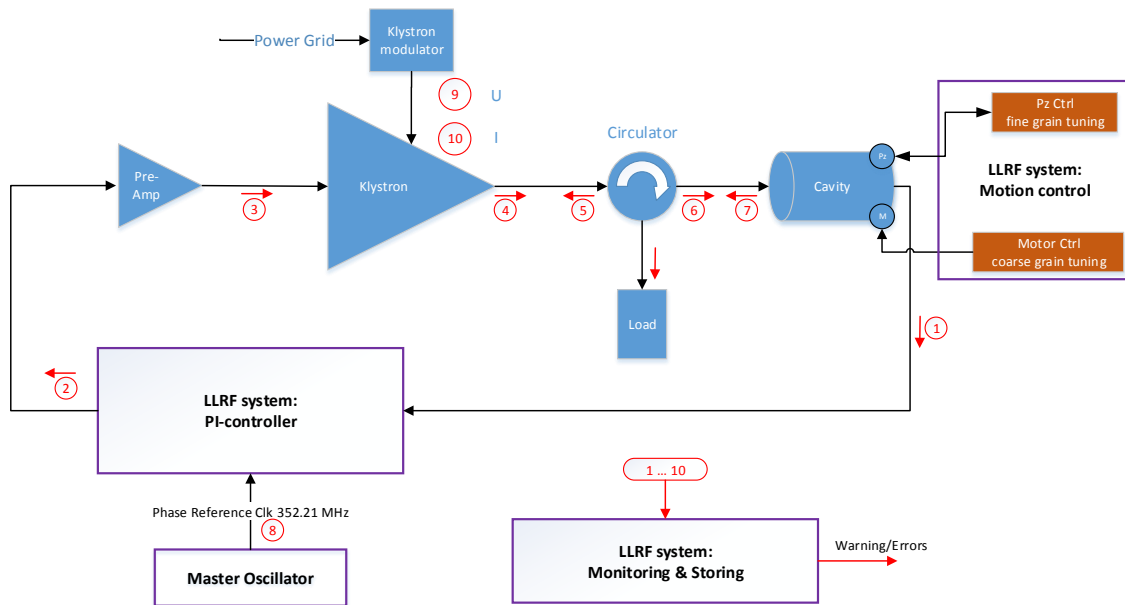 Power Grid
Klystron
modulator
9
U
10
I
Pre-
Amp
3
Klystron
4
5
Circulator
6
7
Cavity
Pz
M
Pz Ctrl
fine grain tuning
LLRF system:
Motion control
Motor Ctrl
coarse grain tuning
Load
1
2
LLRF system:
PI-controller
Phase Reference Clk 352.21 MHz
8
Master Oscillator
1 ... 10
LLRF system:
Monitoring & Storing
Warning/Errors